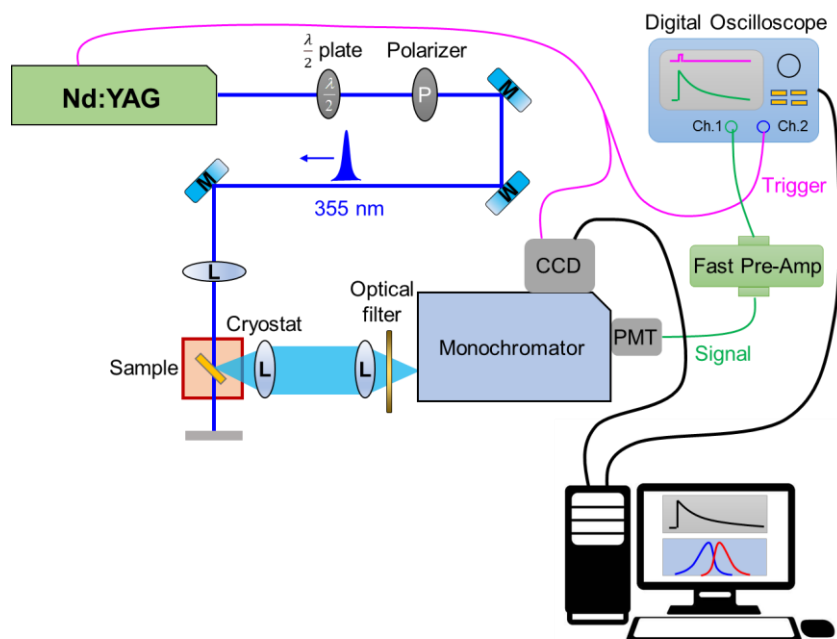 Digital Oscilloscope
λ/2 plate
Polarizer
Nd:YAG
λ/2
P
M
Ch.1
Ch.2
M
M
Trigger
355 nm
CCD
Fast Pre-Amp
L
Optical
filter
Cryostat
Monochromator
PMT
Sample
L
L
Signal